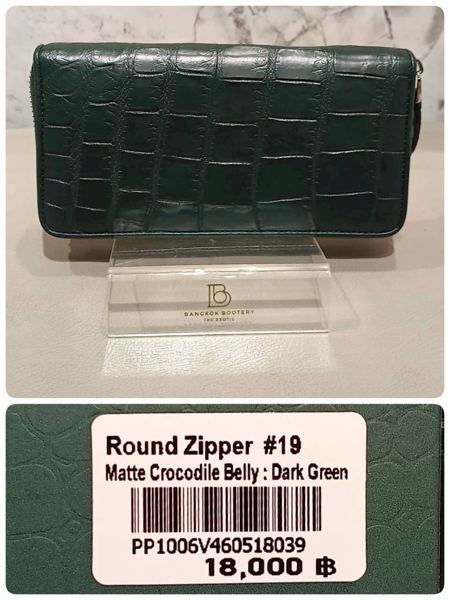 B
BANGKOK BOOTERY
THE EXOTIC
Round Zipper #19
Matte Crocodile Belly : Dark Green
PP1006V460518039
18,000 ฿